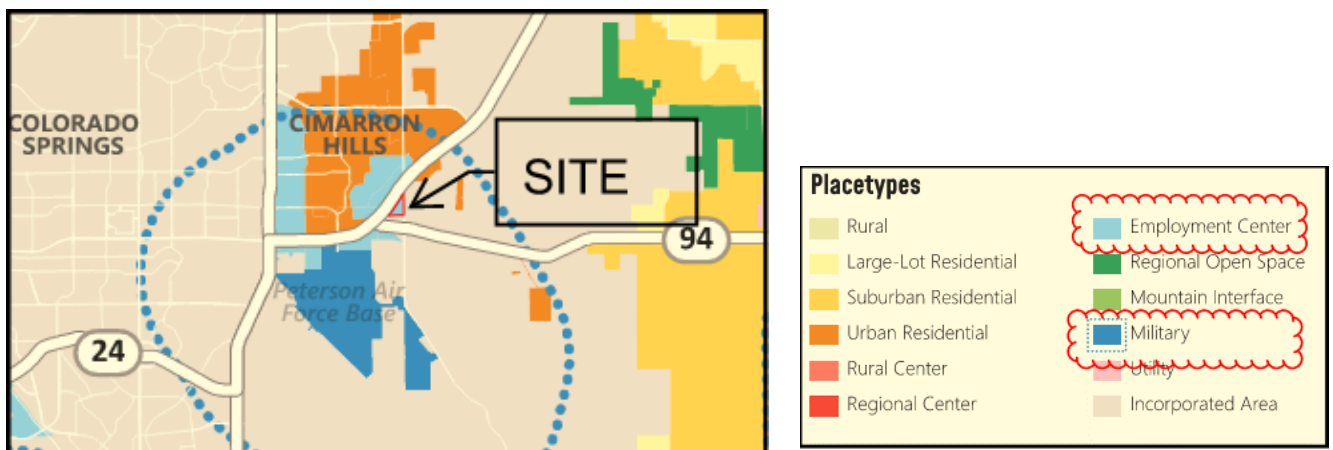 COLORADO
SPRINGS
CIMARRON
HILLS
SITE
94
Peterson Air
Force Base
24
Placetypes
Rural
Large-Lot Residential
Suburban Residential
Urban Residential
Rural Center
Regional Center
Employment Center
Regional Open Space
Mountain Interface
Military
Utility
Incorporated Area